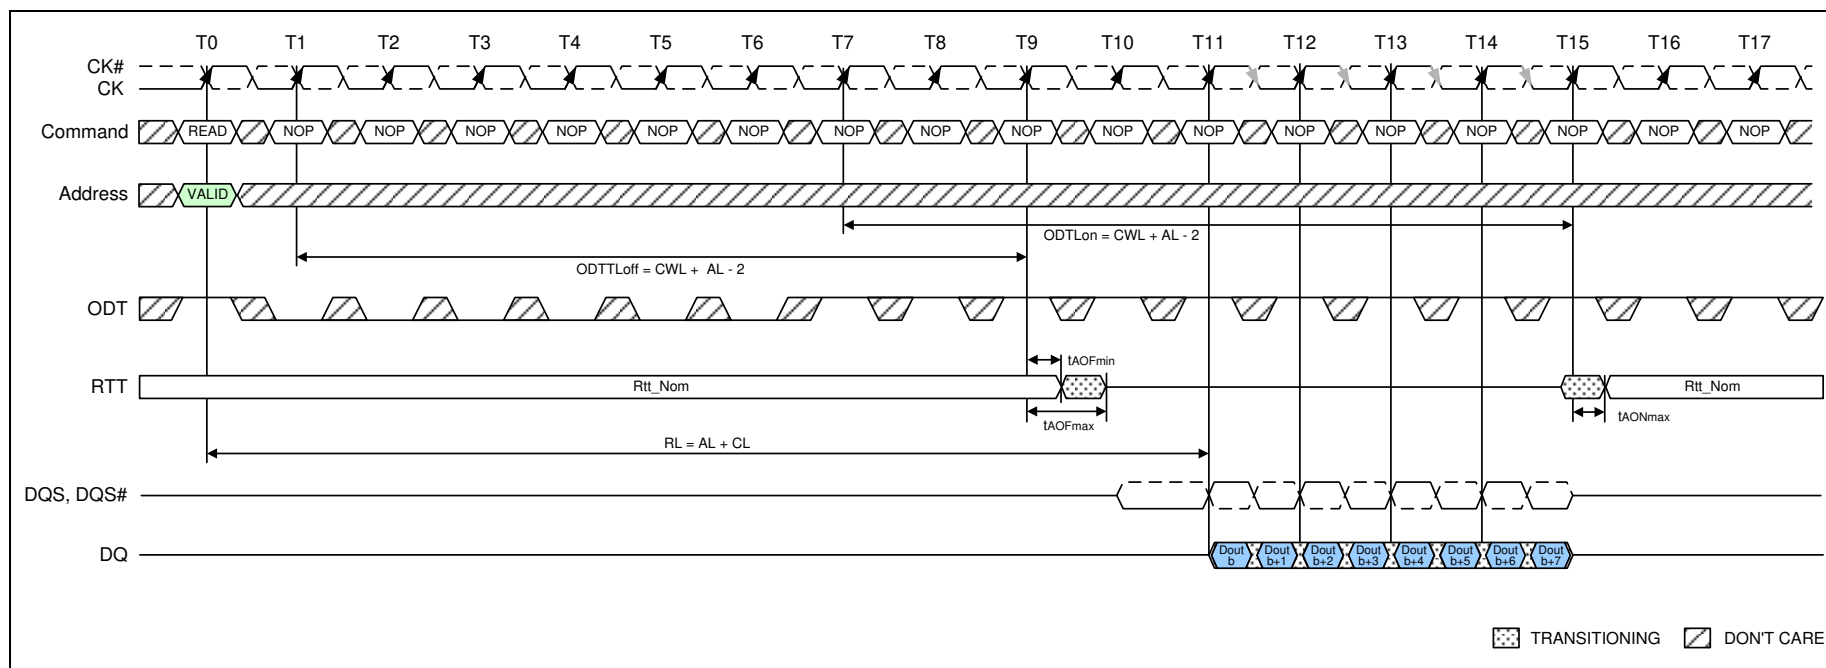 T0 T1 T2 T3 T4 T5 T6 T7 T8 T9 T10 T11 T12 T13 T14 T15 T16 T17
CK#
CK
Command READ NOP NOP NOP NOP NOP NOP NOP NOP NOP NOP NOP NOP NOP NOP NOP NOP NOP
Address VALID
ODTLon = CWL + AL - 2
ODTTLoff = CWL + AL - 2
ODT
tAOFmin
RTT Rtt_Nom Rtt_Nom
tAOFmax tAONmax
RL = AL + CL
DQS, DQS#
DQ Dout b Dout b+1 Dout b+2 Dout b+3 Dout b+4 Dout b+5 Dout b+6 Dout b+7
TRANSITIONING DON'T CARE